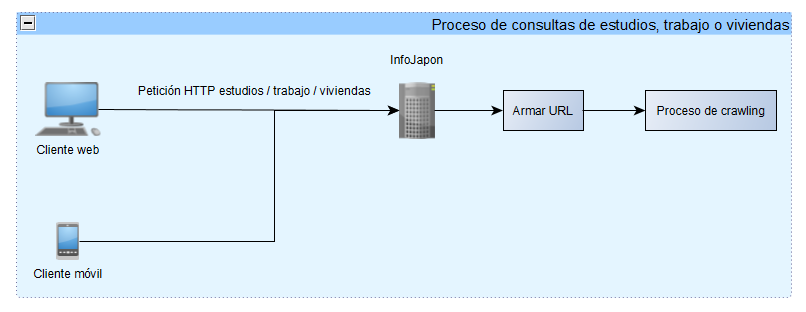 Proceso de consultas de estudios, trabajo o viviendas
InfoJapon
Petición HTTP estudios / trabajo / viviendas
Armar URL
Proceso de crawling
Cliente web
Cliente móvil